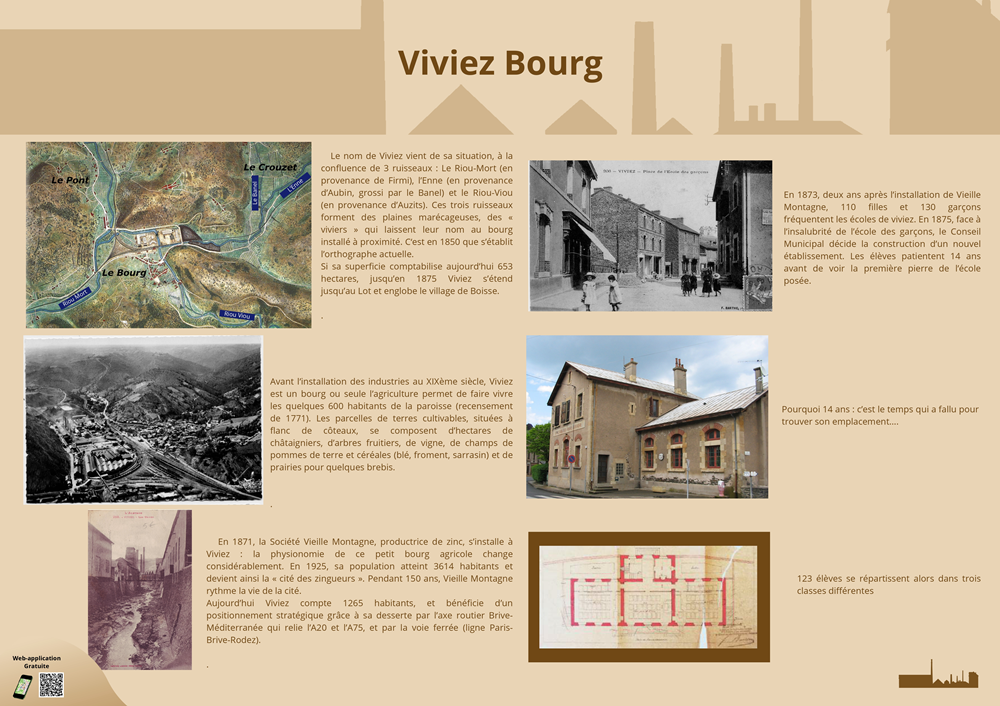 Viviez Bourg
Le Pont
Le Crouzet
Le Banel
L'Enne
Le Bourg
Riou Mort
Riou Viou
Le nom de Viviez vient de sa situation, à la
confluence de 3 ruisseaux : Le Riou-Mort (en
provenance de Firmi), l'Enne (en provenance
d'Aubin, grossi par le Banel) et le Riou-Viou
(en provenance d'Auzits). Ces trois ruisseaux
forment des plaines marécageuses, des «
viviers » qui laissent leur nom au bourg
installé à proximité. C'est en 1850 que s'établit
l'orthographe actuelle.
Si sa superficie comptabilise aujourd'hui 653
hectares, jusqu'en 1875 Viviez s'étend
jusqu'au Lot et englobe le village de Boisse.
.
VIVIEZ - Place de l'Ecole des garçons
En 1873, deux ans après l'installation de Vieille
Montagne, 110 filles et 130 garçons
fréquentent les écoles de viviez. En 1875, face à
l'insalubrité de l'école des garçons, le Conseil
Municipal décide la construction d'un nouvel
établissement. Les élèves patientent 14 ans
avant de voir la première pierre de l'école
posée.
Avant l'installation des industries au XIXème siècle, Viviez
est un bourg ou seule l'agriculture permet de faire vivre
les quelques 600 habitants de la paroisse (recensement
de 1771). Les parcelles de terres cultivables, situées à
flanc de côteaux, se composent d'hectares de
châtaigniers, d'arbres fruitiers, de vigne, de champs de
pommes de terre et céréales (blé, froment, sarrasin) et de
prairies pour quelques brebis.
.
Pourquoi 14 ans : c'est le temps qui a fallu pour
trouver son emplacement....
En 1871, la Société Vieille Montagne, productrice de zinc, s'installe à
Viviez : la physionomie de ce petit bourg agricole change
considérablement. En 1925, sa population atteint 3614 habitants et
devient ainsi la « cité des zingueurs ». Pendant 150 ans, Vieille Montagne
rythme la vie de la cité.
Aujourd'hui Viviez compte 1265 habitants, et bénéficie d'un
positionnement stratégique grâce à sa desserte par l'axe routier Brive-
Méditerranée qui relie l'A20 et l'A75, et par la voie ferrée (ligne Paris-
Brive-Rodez).
.
123 élèves se répartissent alors dans trois
classes différentes
Web-application
Gratuite